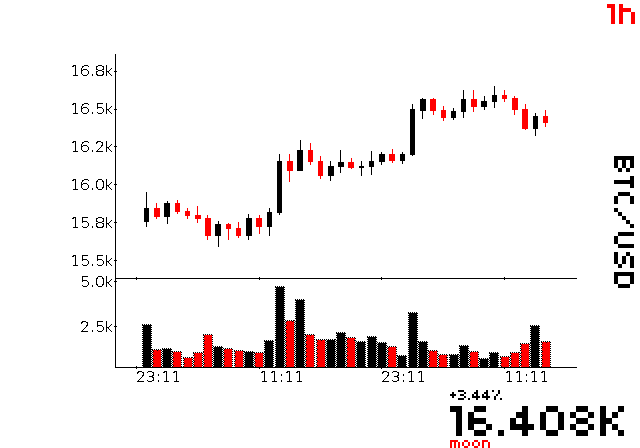 1h
16.8k
16.5k
16.2k
16.0k
15.8k
15.5k
5.0k
2.5k
23:11 11:11 23:11 11:11
BTC/USD
+3.44%
16.408K
moon